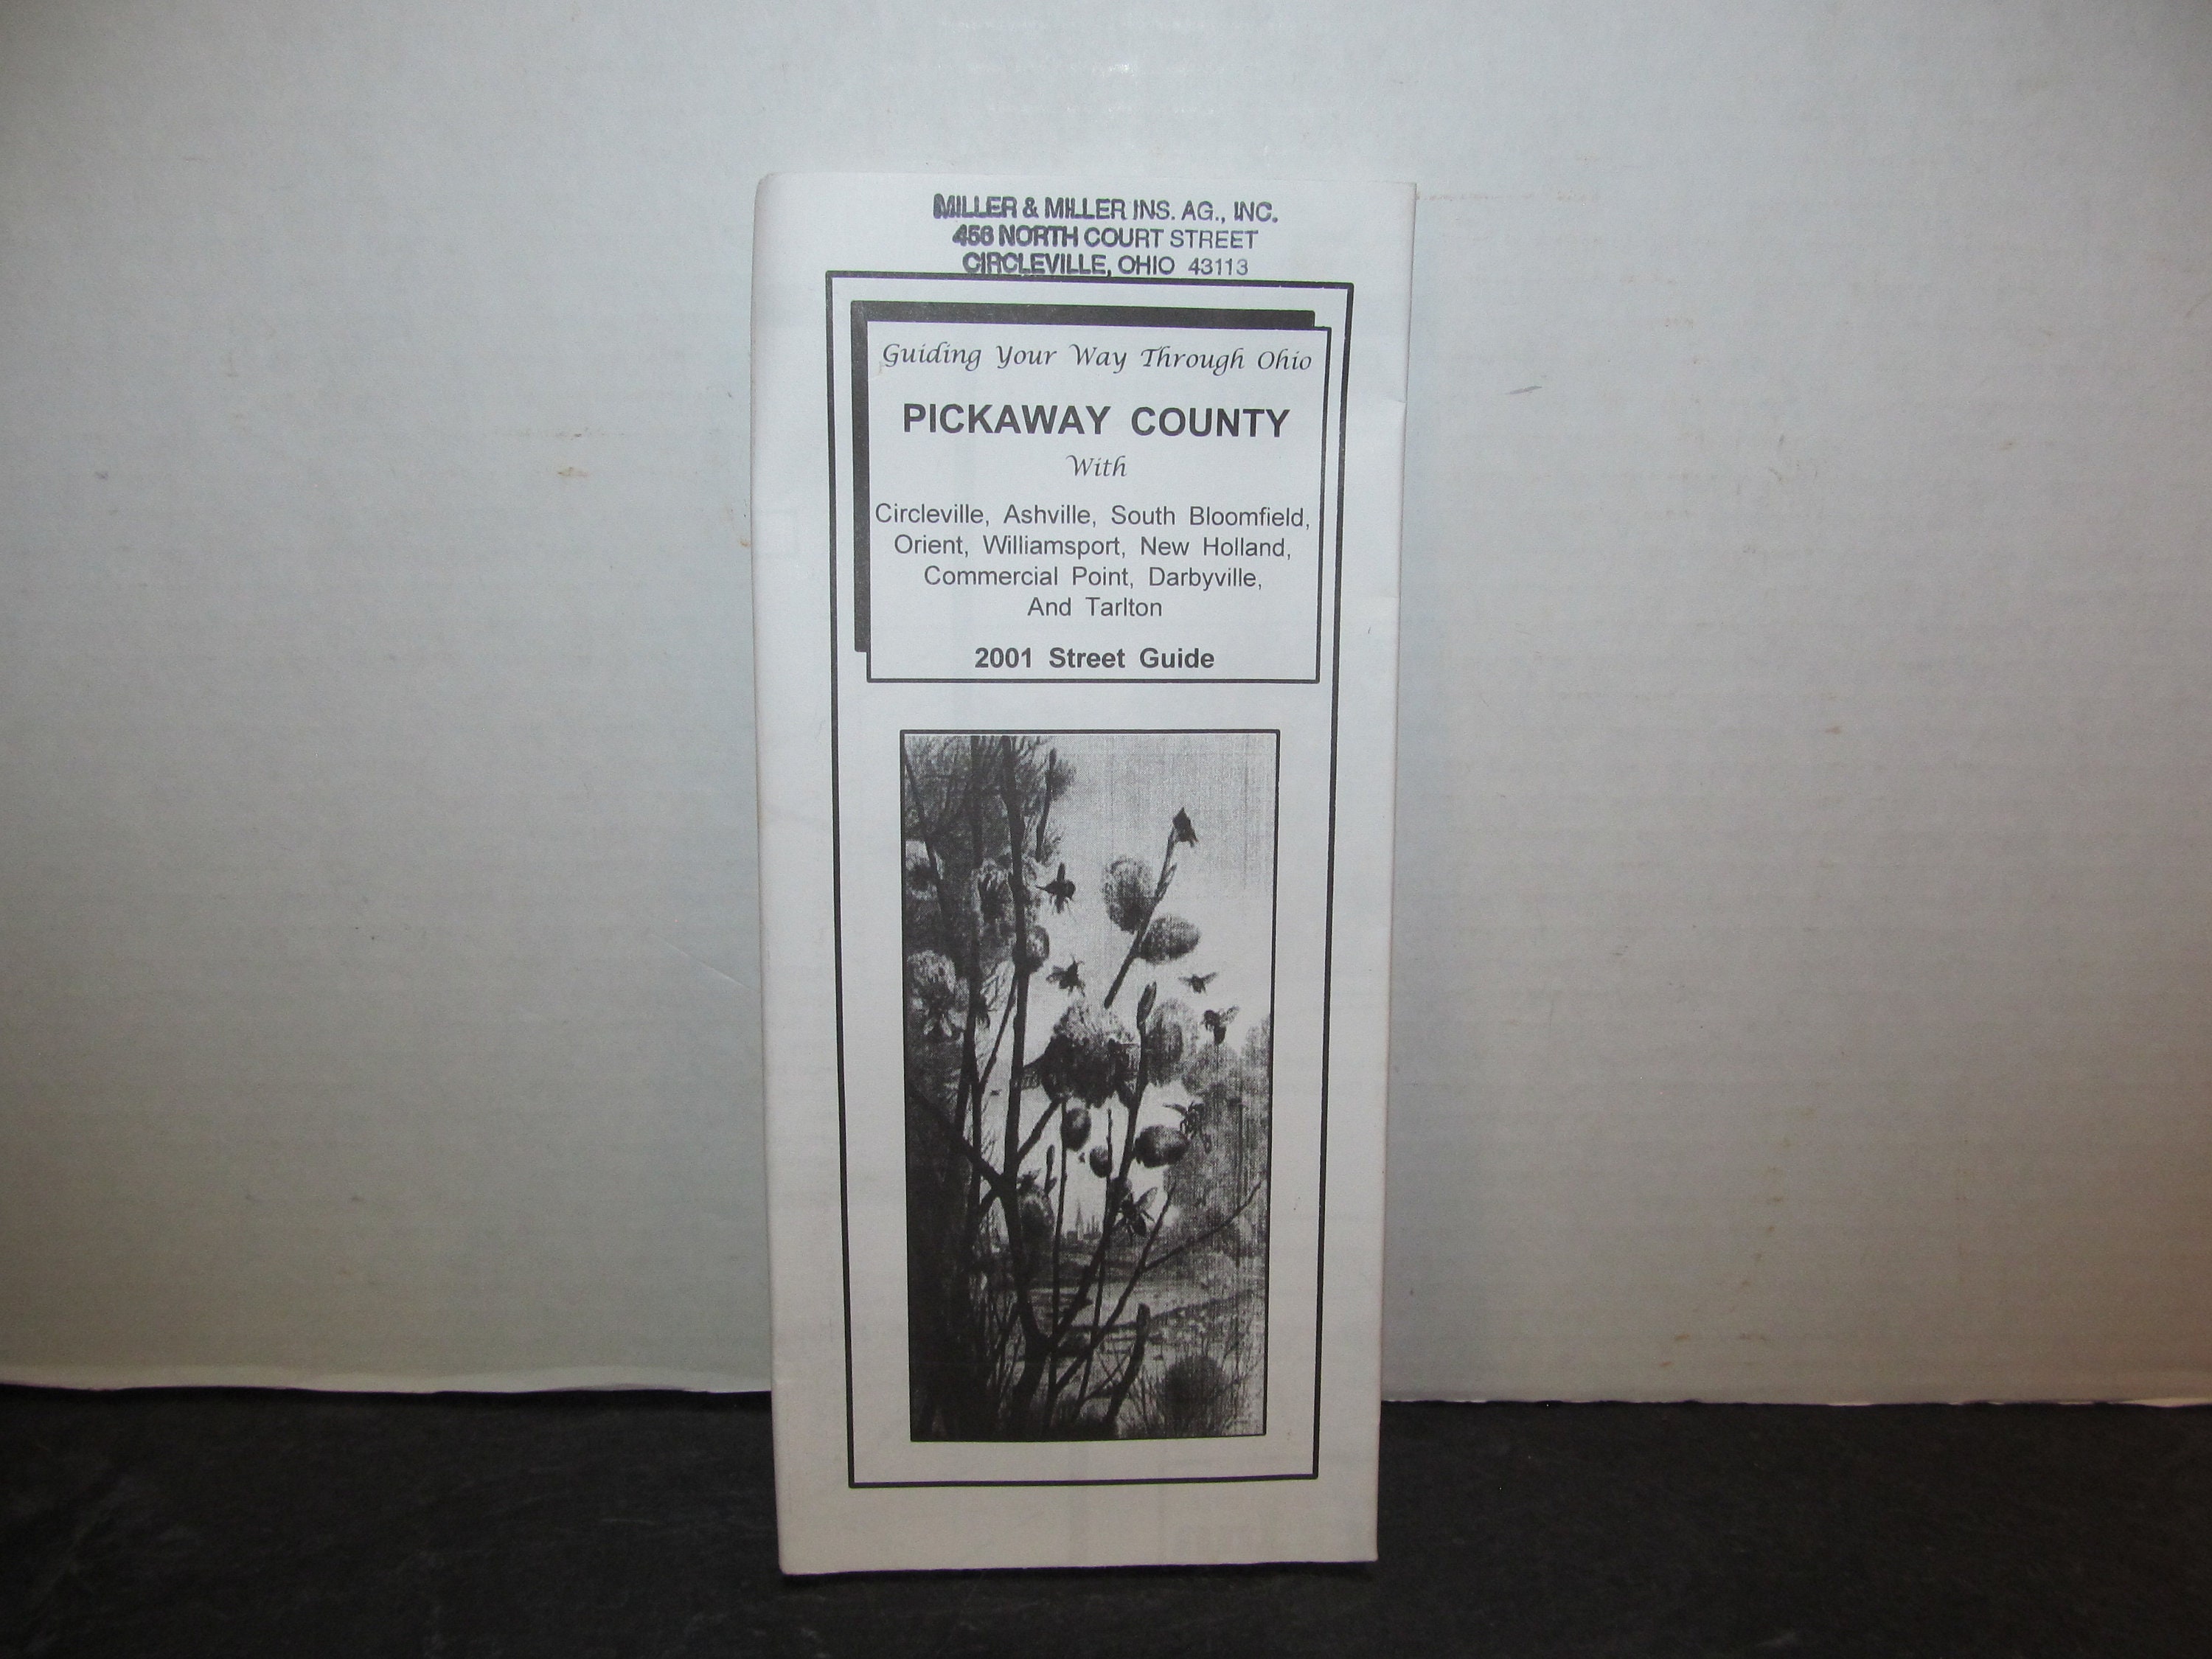 MILLER & MILLER INS. AG., INC.
456 NORTH COURT STREET
CIRCLEVILLE, OHIO 43113
Guiding Your Way Through Ohio
PICKAWAY COUNTY
With
Circleville, Ashville, South Bloomfield,
Orient, Williamsport, New Holland,
Commercial Point, Darbyville,
And Tarlton
2001 Street Guide